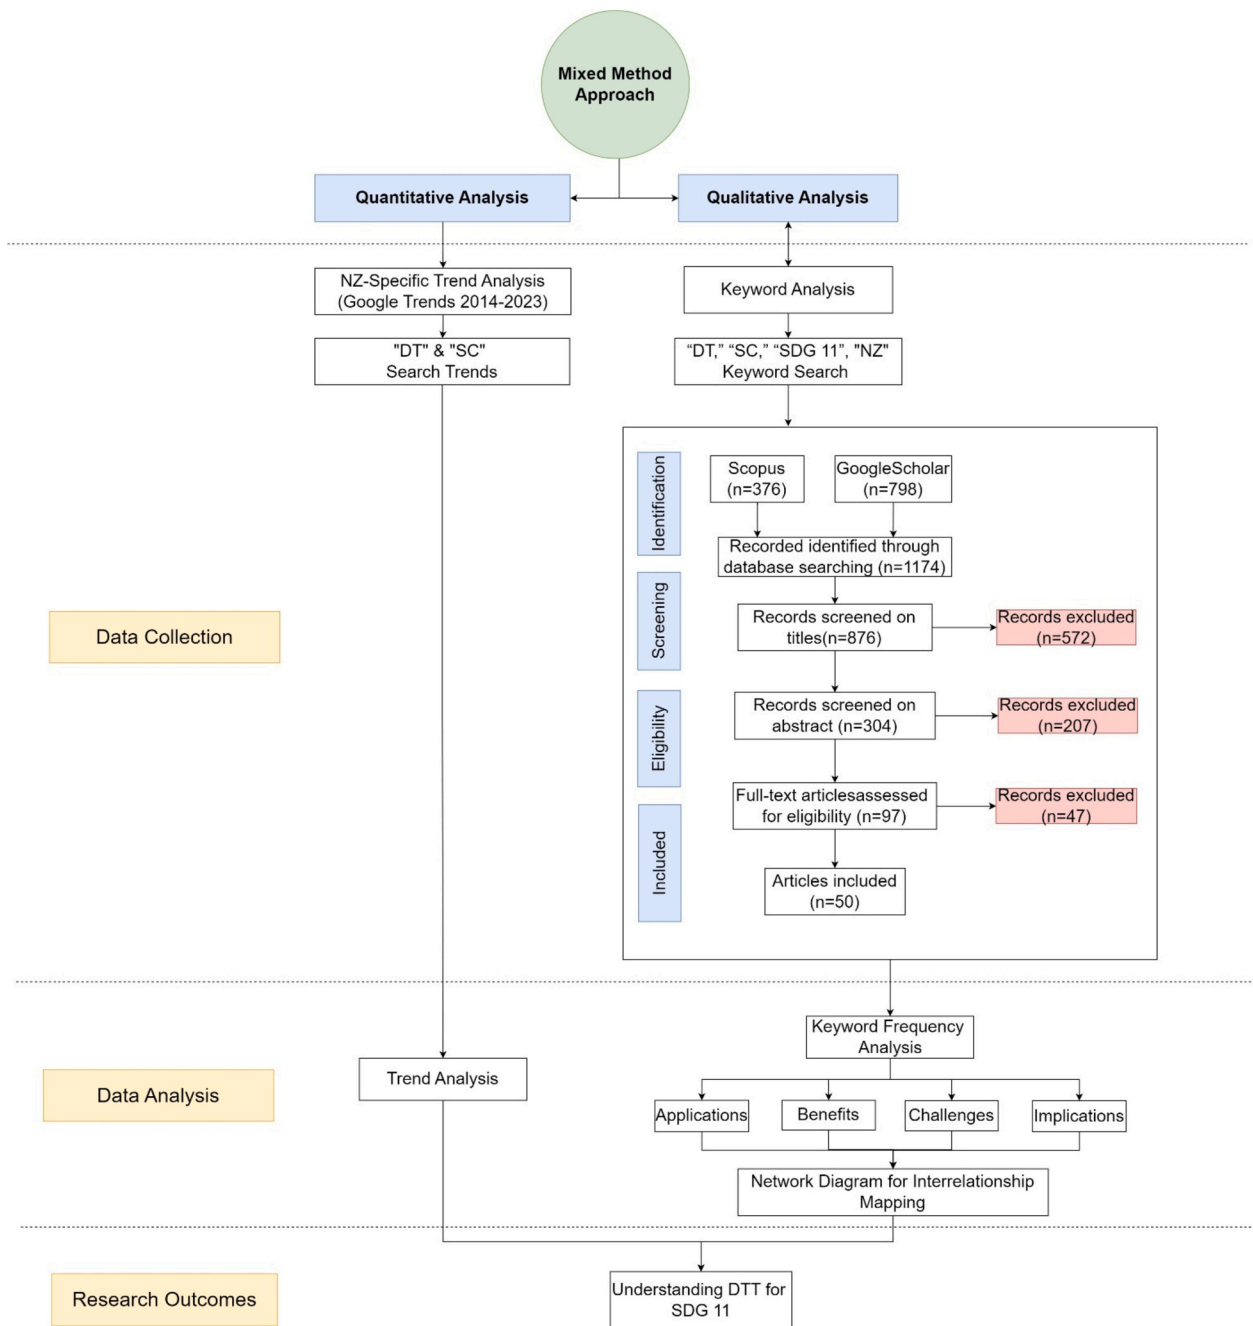 Mixed Method
Approach
Quantitative Analysis
Qualitative Analysis
NZ-Specific Trend Analysis
(Google Trends 2014-2023)
Keyword Analysis
"DT" & "SC"
Search Trends
“DT,” “SC,” “SDG 11”, "NZ"
Keyword Search
Data Collection
Identification
Scopus
(n=376)
GoogleScholar
(n=798)
Recorded identified through
database searching (n=1174)
Screening
Records screened on
titles(n=876)
Records excluded
(n=572)
Eligibility
Records screened on
abstract (n=304)
Records excluded
(n=207)
Full-text articlesassessed
for eligibility (n=97)
Records excluded
(n=47)
Included
Articles included
(n=50)
Data Analysis
Trend Analysis
Keyword Frequency
Analysis
Applications
Benefits
Challenges
Implications
Network Diagram for Interrelationship
Mapping
Research Outcomes
Understanding DTT for
SDG 11